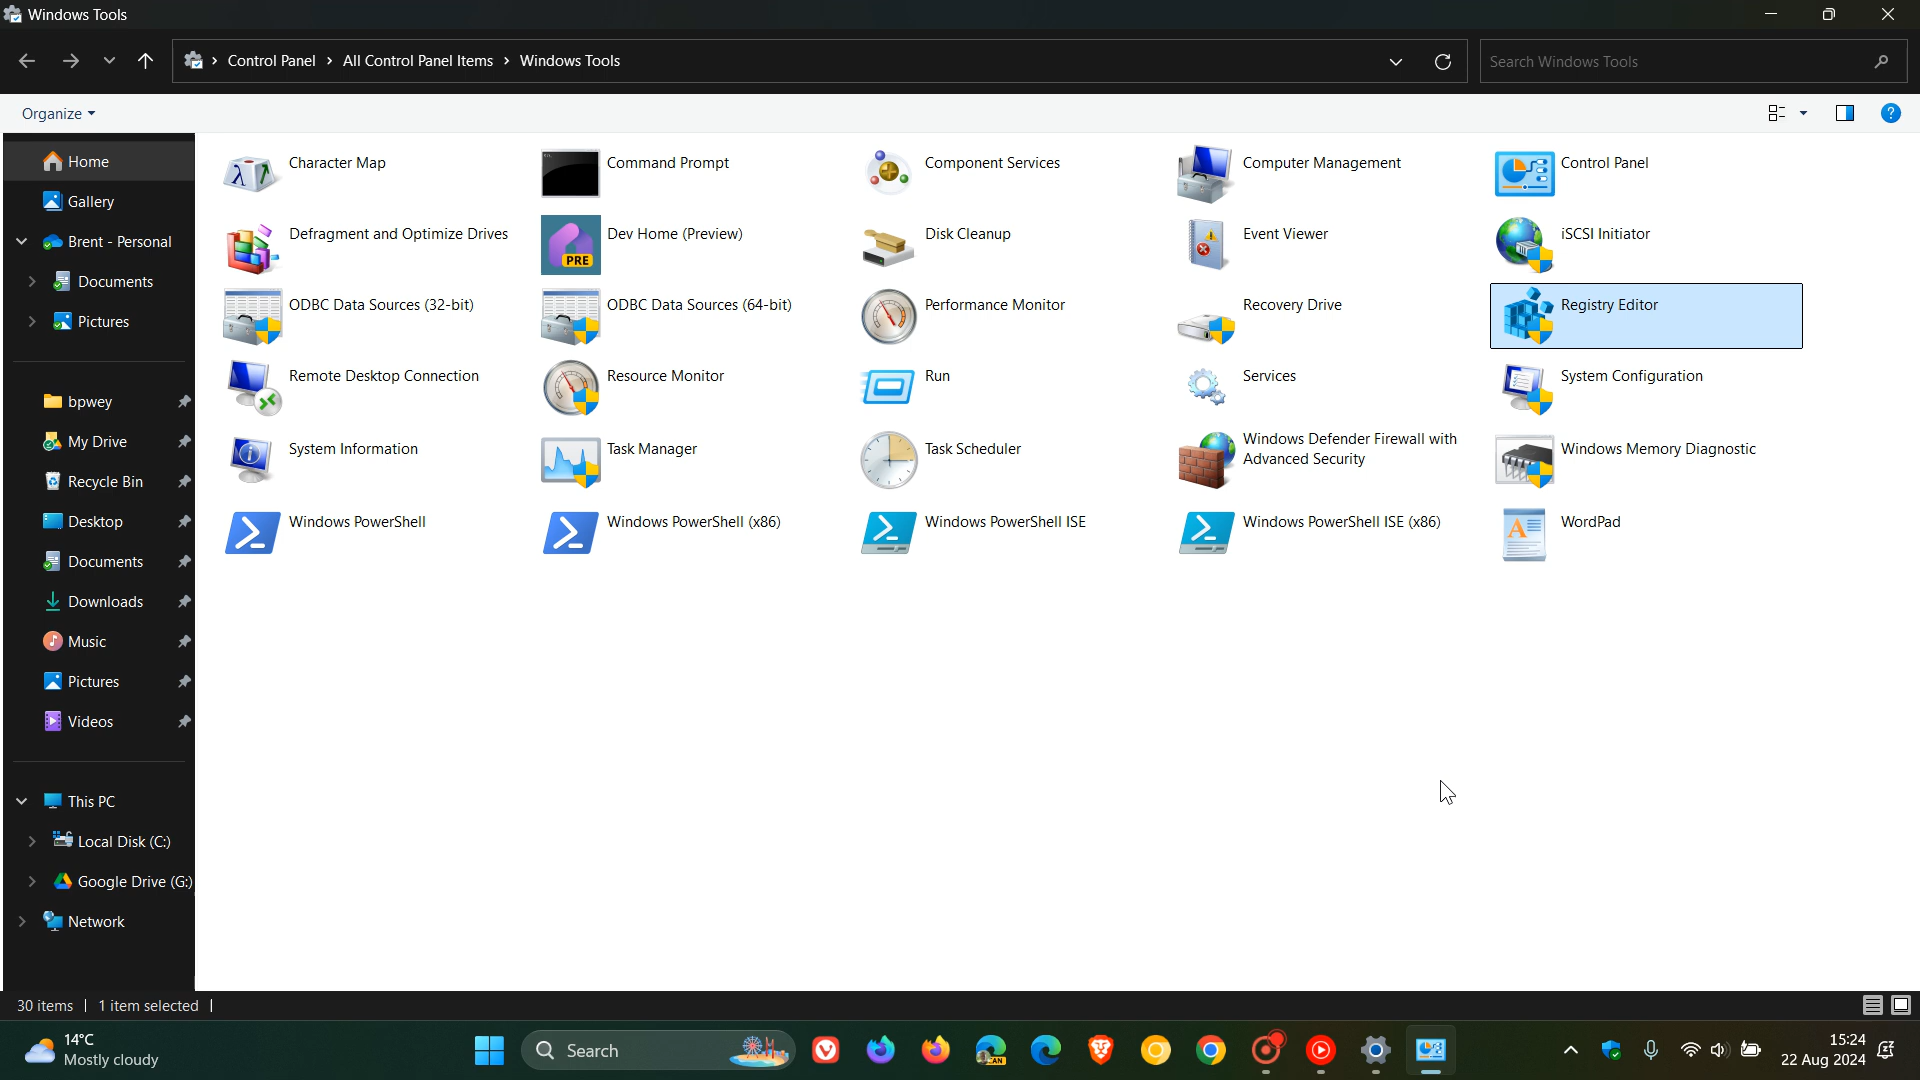 Windows Tools
Control Panel > All Control Panel Items > Windows Tools
Search Windows Tools
Organize
Home
Gallery
Brent - Personal
Documents
Pictures
bpwey
My Drive
Recycle Bin
Desktop
Documents
Downloads
Music
Pictures
Videos
This PC
Local Disk (C:)
Google Drive (G:)
Network
Character Map
Command Prompt
Component Services
Computer Management
Control Panel
Defragment and Optimize Drives
PRE
Dev Home (Preview)
Disk Cleanup
Event Viewer
iSCSI Initiator
ODBC Data Sources (32-bit)
ODBC Data Sources (64-bit)
Performance Monitor
Recovery Drive
Registry Editor
Remote Desktop Connection
Resource Monitor
Run
Services
System Configuration
System Information
Task Manager
Task Scheduler
Windows Defender Firewall with
Advanced Security
Windows Memory Diagnostic
Windows PowerShell
Windows PowerShell (x86)
Windows PowerShell ISE
Windows PowerShell ISE (x86)
WordPad
30 items | 1 item selected |
14°C
Mostly cloudy
Search
CAN
15:24
22 Aug 2024